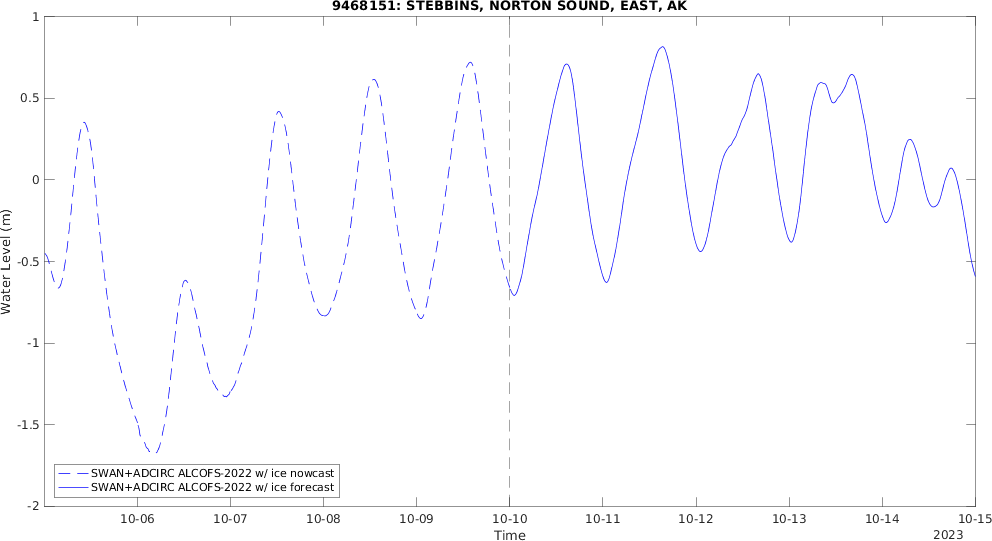 9468151: STEBBINS, NORTON SOUND, EAST, AK
1
0.5
0
-0.5
-1
-1.5
-2
Water Level (m)
SWAN+ADCIRC ALCOFS-2022 w/ ice nowcast
SWAN+ADCIRC ALCOFS-2022 w/ ice forecast
10-06 10-07 10-08 10-09 10-10 10-11 10-12 10-13 10-14 10-15
Time
2023